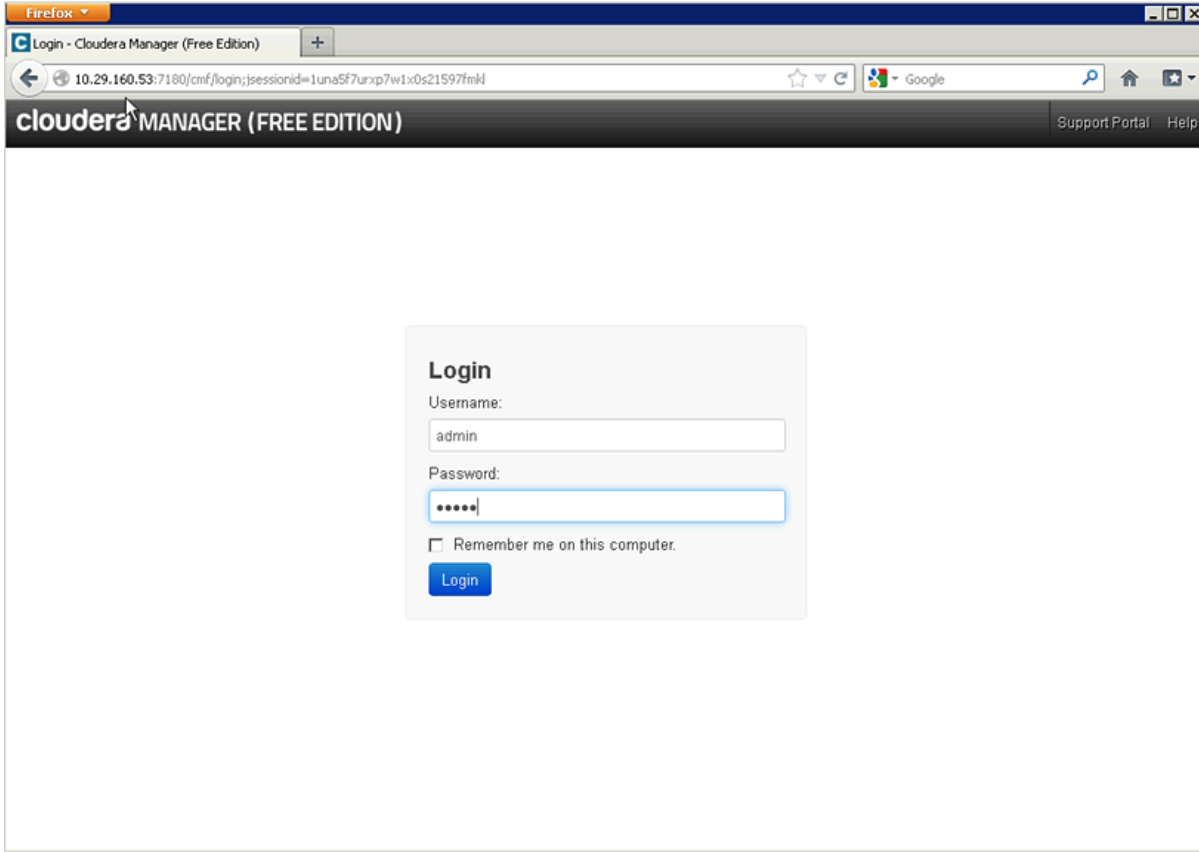 Firefox
Login - Cloudera Manager (Free Edition)
10.29.160.53:7180/cmf/login;jsessionid=1una5f7urxp7w1x0s21597fmkl
Google
cloudera MANAGER (FREE EDITION)
Support Portal Help
Login
Username:
admin
Password:
•••••
Remember me on this computer.
Login